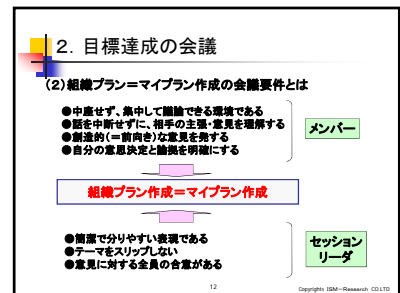 2．目標達成の会議
（2）組織プラン＝マイプラン作成の会議要件とは
●中座せず、集中して議論できる環境である
●話を中断せずに、相手の主張・意見を理解する
●創造的（＝前向き）な意見を発する
●自分の意思決定と論拠を明確にする
メンバー
組織プラン作成＝マイプラン作成
●簡潔で分りやすい表現である
●テーマをスリップしない
●意見に対する全員の合意がある
セッション
リーダ
12
Copyrights ISM－Research CO.LTD